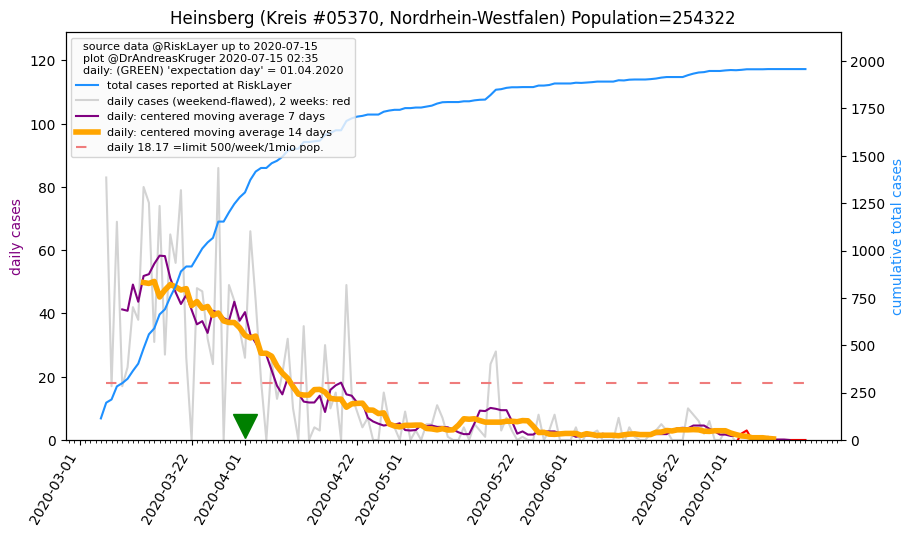 Heinsberg (Kreis #05370, Nordrhein-Westfalen) Population=254322
source data @RiskLayer up to 2020-07-15
plot @DrAndreasKruger 2020-07-15 02:35
daily: (GREEN) 'expectation day' = 01.04.2020
total cases reported at RiskLayer
daily cases (weekend-flawed), 2 weeks: red
daily: centered moving average 7 days
daily: centered moving average 14 days
daily 18.17 =limit 500/week/1mio pop.
daily cases
120
100
80
60
40
20
0
2000
1750
1500
1250
1000
750
500
250
0
cumulative total cases
2020-03-01
2020-03-22
2020-04-01
2020-04-22
2020-05-01
2020-05-22
2020-06-01
2020-06-22
2020-07-01